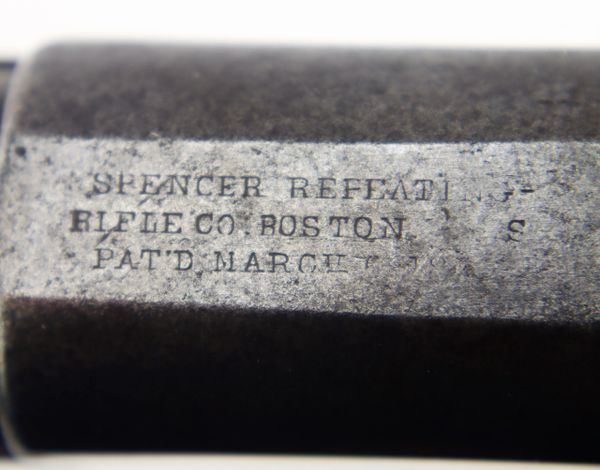 SPENCER REPEATING-
RIFLE CO. BOSTON. S
PAT'D MARCH